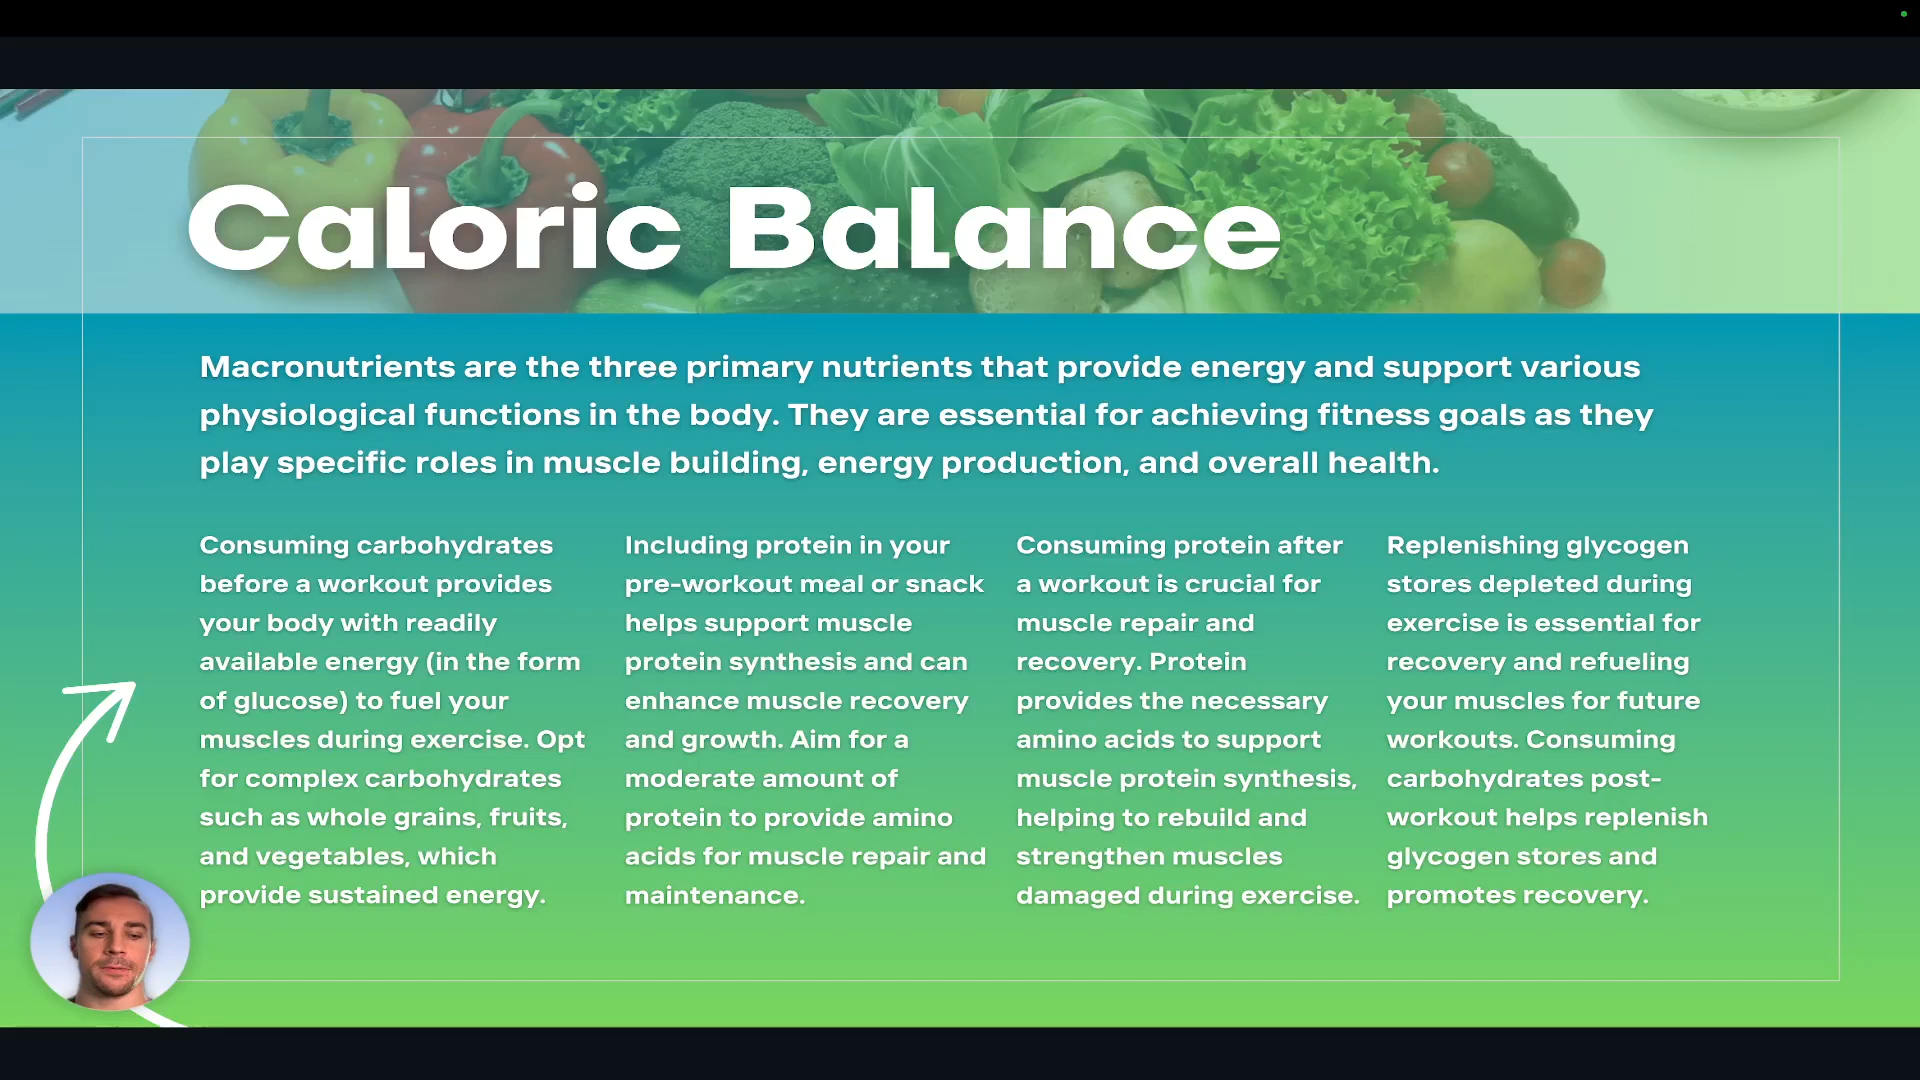 Caloric Balance
Macronutrients are the three primary nutrients that provide energy and support various
physiological functions in the body. They are essential for achieving fitness goals as they
play specific roles in muscle building, energy production, and overall health.
Consuming carbohydrates
before a workout provides
your body with readily
available energy (in the form
of glucose) to fuel your
muscles during exercise. Opt
for complex carbohydrates
such as whole grains, fruits,
and vegetables, which
provide sustained energy.
Including protein in your
pre-workout meal or snack
helps support muscle
protein synthesis and can
enhance muscle recovery
and growth. Aim for a
moderate amount of
protein to provide amino
acids for muscle repair and
maintenance.
Consuming protein after
a workout is crucial for
muscle repair and
recovery. Protein
provides the necessary
amino acids to support
muscle protein synthesis,
helping to rebuild and
strengthen muscles
damaged during exercise.
Replenishing glycogen
stores depleted during
exercise is essential for
recovery and refueling
your muscles for future
workouts. Consuming
carbohydrates post-
workout helps replenish
glycogen stores and
promotes recovery.